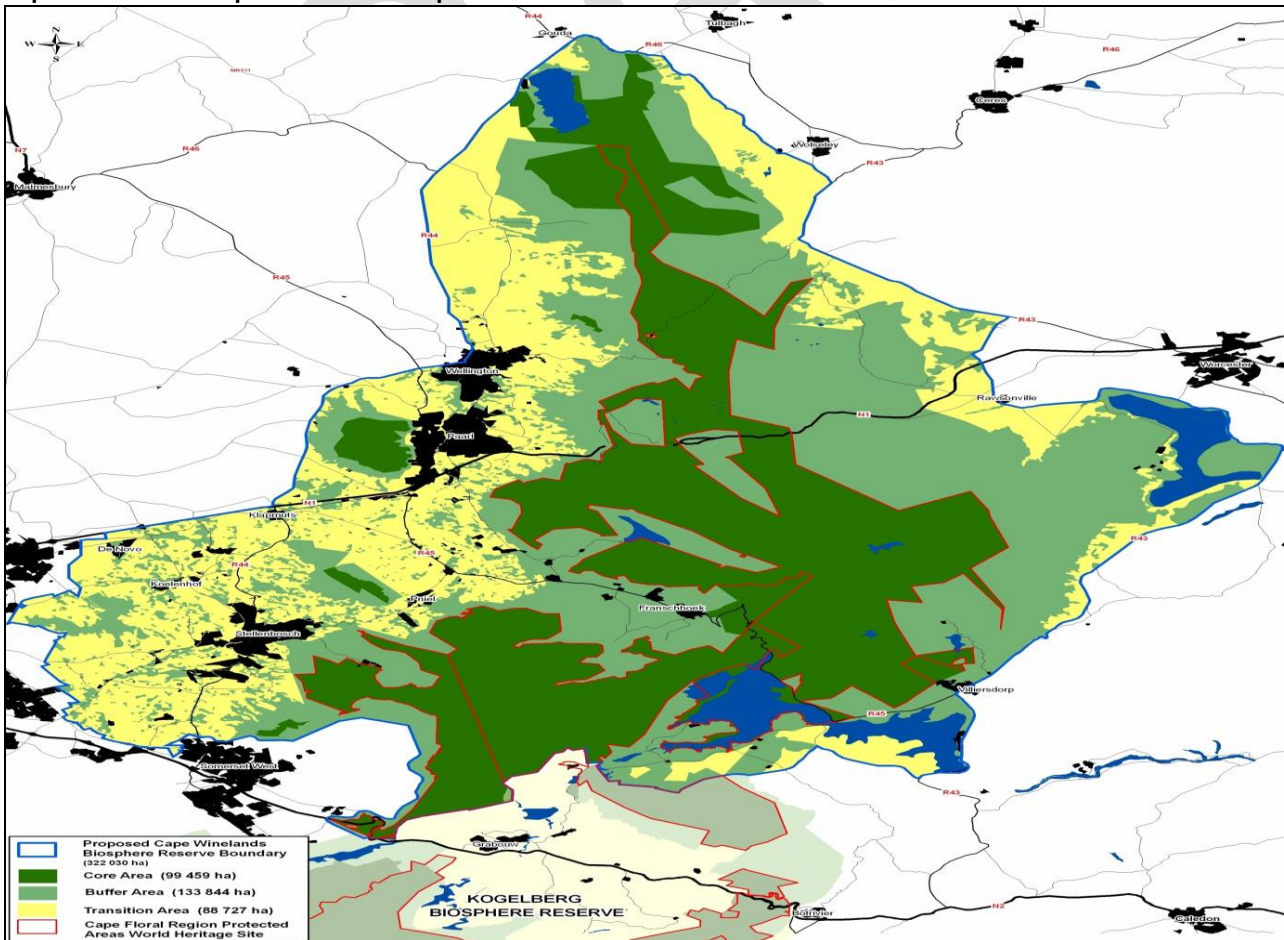 R44
Gouda
Tulbagh
R46
R46
N
W E
S
MR311
Ceres
Wolseley
N7
R46
R43
Malmesbury
R44
R45
R43
Wellington
Worcester
Rawsonville
N1
Paarl
N1
Klapmuts
R43
De Novo
R45
R44
Koelenhof
Pniel
Franschhoek
Stellenbosch
Villiersdorp
R45
Somerset West
R43
Grabouw
KOGELBERG
BIOSPHERE RESERVE
N2
Botrivier
Caledon
Proposed Cape Winelands
Biosphere Reserve Boundary
(322 030 ha)
Core Area (99 459 ha)
Buffer Area (133 844 ha)
Transition Area (88 727 ha)
Cape Floral Region Protected
Areas World Heritage Site